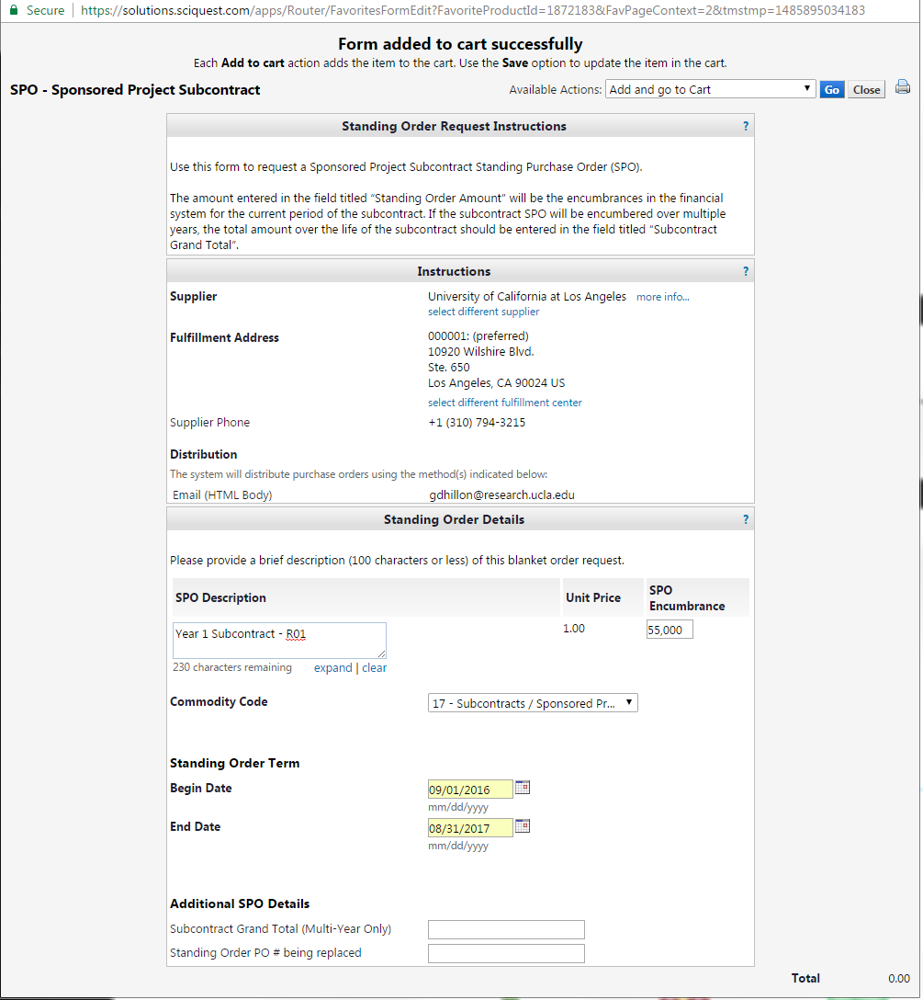 Secure https://solutions.sciquest.com/apps/Router/FavoritesFormEdit?FavoriteProductId=1872183&FavPageContext=2&tmstmp=1485895034183
Form added to cart successfully
Each Add to cart action adds the item to the cart. Use the Save option to update the item in the cart.
SPO - Sponsored Project Subcontract
Available Actions: Add and go to Cart Go Close
Standing Order Request Instructions ?
Use this form to request a Sponsored Project Subcontract Standing Purchase Order (SPO).
The amount entered in the field titled “Standing Order Amount” will be the encumbrances in the financial
system for the current period of the subcontract. If the subcontract SPO will be encumbered over multiple
years, the total amount over the life of the subcontract should be entered in the field titled “Subcontract
Grand Total”.
Instructions ?
Supplier University of California at Los Angeles more info...
select different supplier
Fulfillment Address 000001: (preferred)
10920 Wilshire Blvd.
Ste. 650
Los Angeles, CA 90024 US
select different fulfillment center
Supplier Phone +1 (310) 794-3215
Distribution
The system will distribute purchase orders using the method(s) indicated below:
Email (HTML Body) gdhillon@research.ucla.edu
Standing Order Details ?
Please provide a brief description (100 characters or less) of this blanket order request.
SPO Description Unit Price SPO Encumbrance
Year 1 Subcontract - R01 1.00 55,000
230 characters remaining expand | clear
Commodity Code 17 - Subcontracts / Sponsored Pr...
Standing Order Term
Begin Date 09/01/2016
mm/dd/yyyy
End Date 08/31/2017
mm/dd/yyyy
Additional SPO Details
Subcontract Grand Total (Multi-Year Only)
Standing Order PO # being replaced
Total 0.00